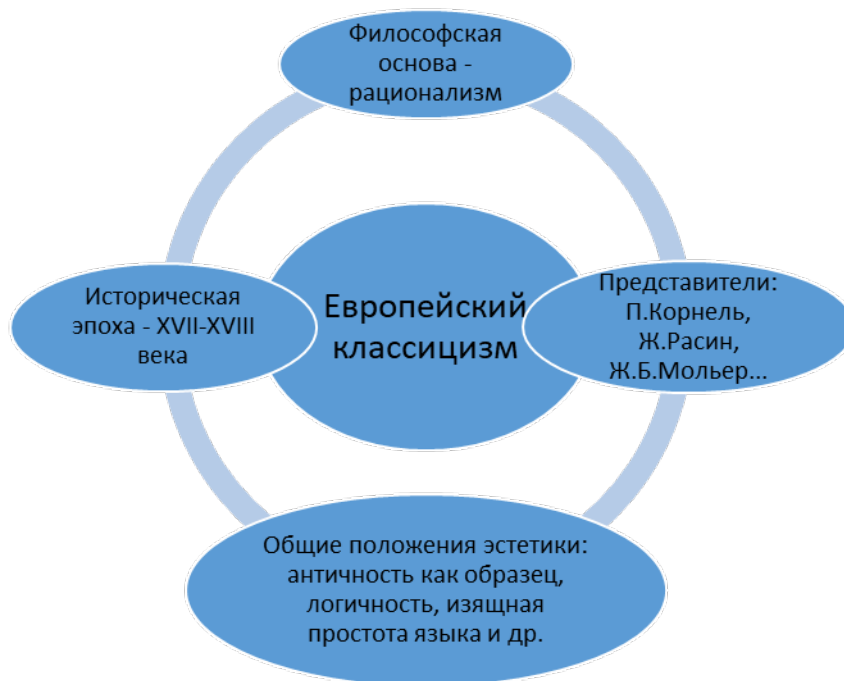 Философская
основа -
рационализм
Историческая
эпоха - XVII-XVIII
века
Европейский
классицизм
Представители:
П.Корнель,
Ж.Расин,
Ж.Б.Мольер...
Общие положения эстетики:
античность как образец,
логичность, изящная
простота языка и др.